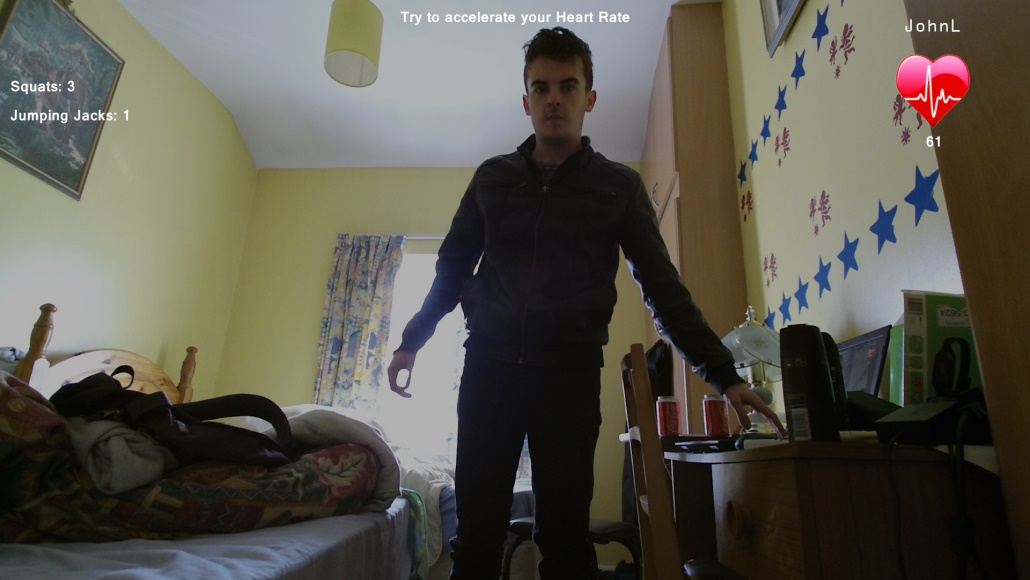 Try to accelerate your Heart Rate
JohnL
Squats: 3
Jumping Jacks: 1
61